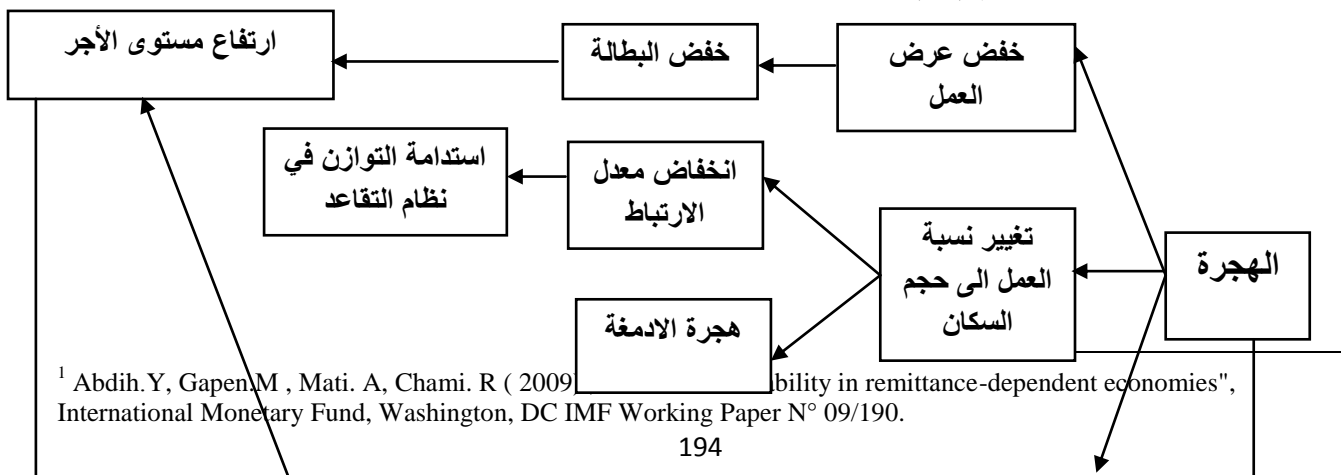 ارتفاع مستوى الأجر
خفض البطالة
خفض عرض
العمل
استدامة التوازن في
نظام التقاعد
انخفاض معدل
الارتباط
تغيير نسبة
العمل الى حجم
السكان
الهجرة
هجرة الادمغة
1 Abdih.Y, Gapen.M , Mati. A, Chami. R ( 2009) ability in remittance-dependent economies",
International Monetary Fund, Washington, DC IMF Working Paper N° 09/190.
194